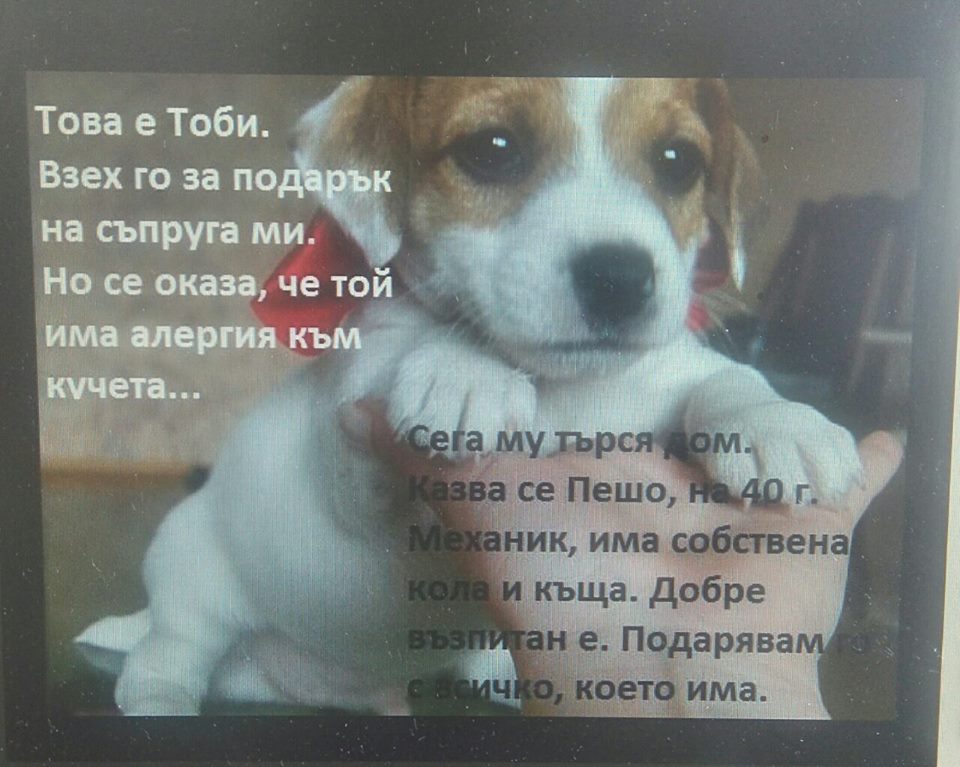 Това е Тоби.
Взех го за подарък
на съпруга ми.
Но се оказа, че той
има алергия към
кучета...
Сега му търся дом.
Казва се Пешо, на 40 г.
Механик, има собствена
кола и къща. Добре
възпитан е. Подарявам го
с всичко, което има.